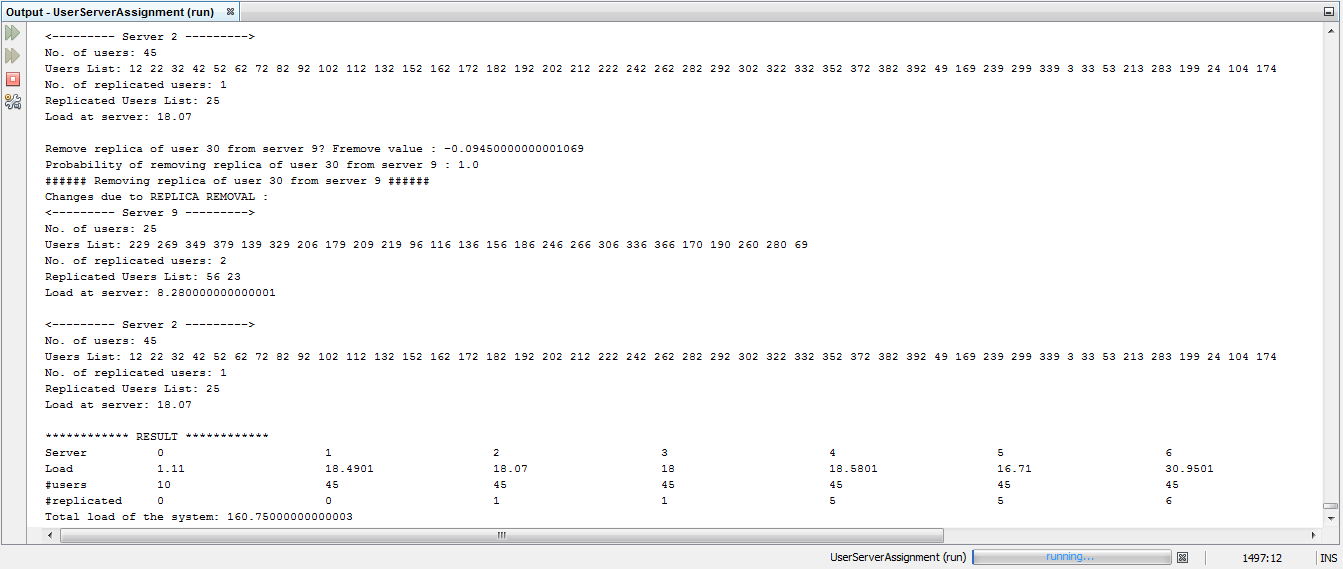 Output - UserServerAssignment (run)
<--------- Server 2 --------->
No. of users: 45
Users List: 12 22 32 42 52 62 72 82 92 102 112 132 152 162 172 182 192 202 212 222 242 262 282 292 302 322 332 352 372 382 392 49 169 239 299 339 3 33 53 213 283 199 24 104 174
No. of replicated users: 1
Replicated Users List: 25
Load at server: 18.07
Remove replica of user 30 from server 9? Fremove value : -0.09450000000001069
Probability of removing replica of user 30 from server 9 : 1.0
###### Removing replica of user 30 from server 9 ######
Changes due to REPLICA REMOVAL :
<--------- Server 9 --------->
No. of users: 25
Users List: 229 269 349 379 139 329 206 179 209 219 96 116 136 156 186 246 266 306 336 366 170 190 260 280 69
No. of replicated users: 2
Replicated Users List: 56 23
Load at server: 8.280000000000001
<--------- Server 2 --------->
No. of users: 45
Users List: 12 22 32 42 52 62 72 82 92 102 112 132 152 162 172 182 192 202 212 222 242 262 282 292 302 322 332 352 372 382 392 49 169 239 299 339 3 33 53 213 283 199 24 104 174
No. of replicated users: 1
Replicated Users List: 25
Load at server: 18.07
************ RESULT ************
Server 0 1 2 3 4 5 6
Load 1.11 18.4901 18.07 18 18.5801 16.71 30.9501
#users 10 45 45 45 45 45 45
#replicated 0 0 1 1 5 5 6
Total load of the system: 160.75000000000003
UserServerAssignment (run) running... 1497:12 INS